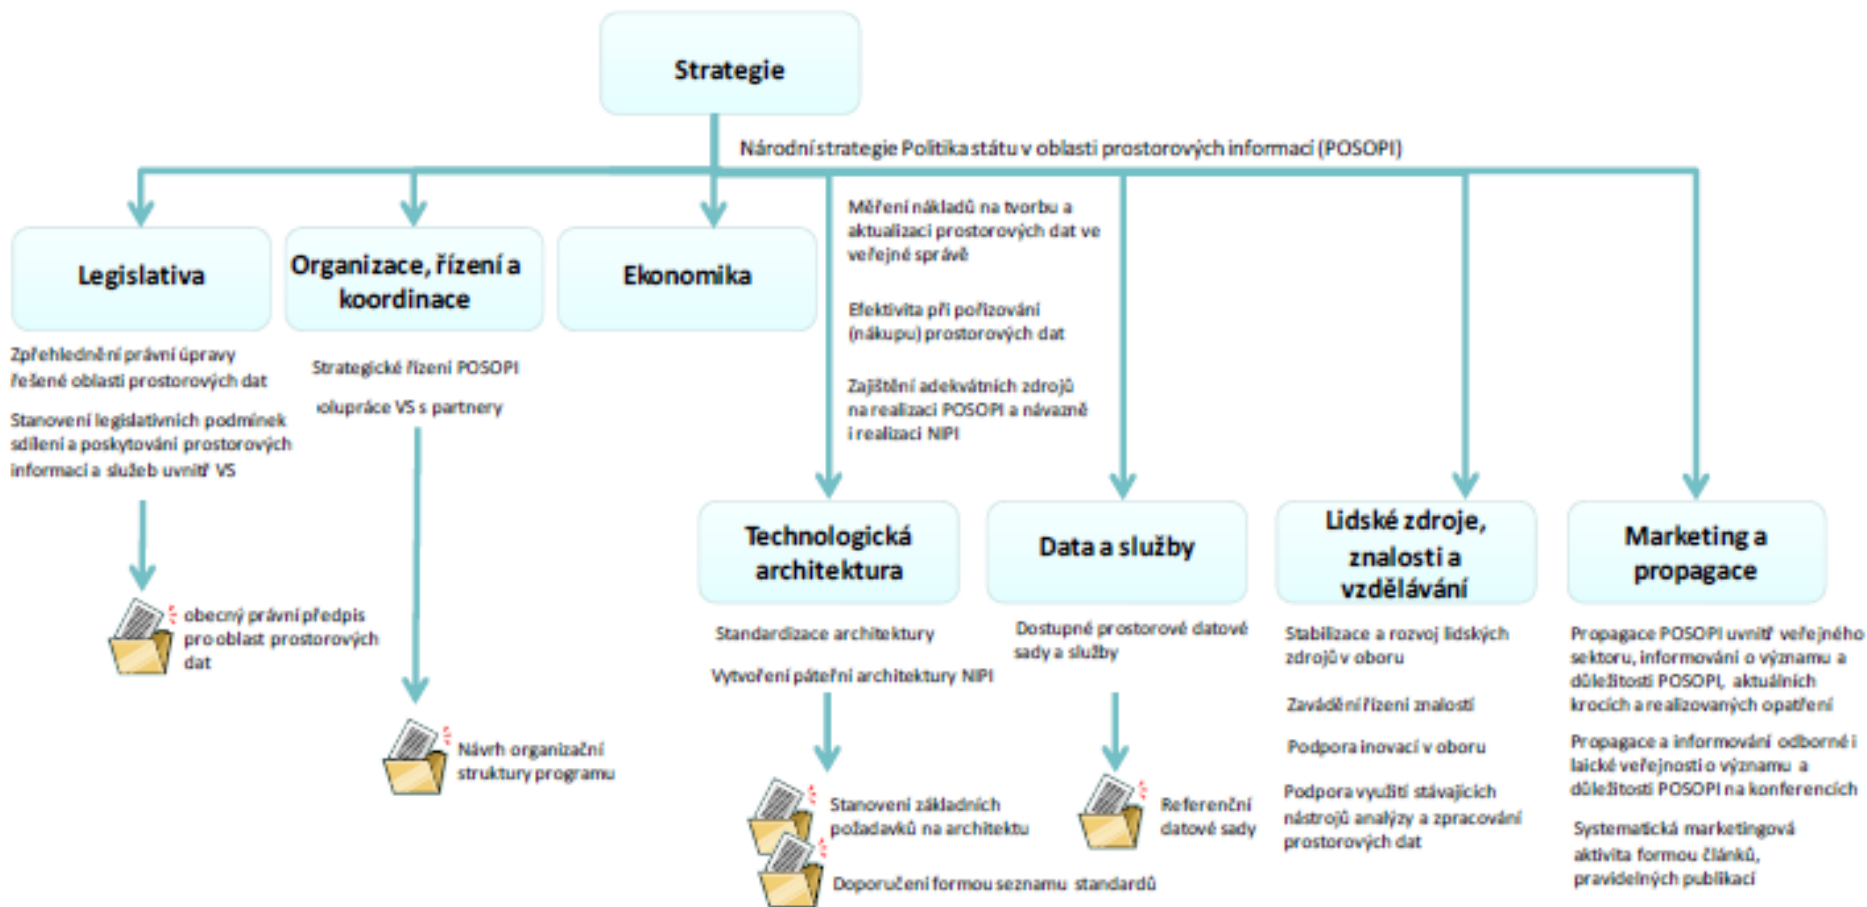 Strategie
Národní strategie Politika státu v oblasti prostorových informací (POSOPI)
Legislativa
Organizace, řízení a
koordinace
Ekonomika
Měření nákladů na tvorbu a
aktualizaci prostorových dat ve
veřejné správě
Efektivita při pořizování
(nákupu) prostorových dat
Zajištění adekvátních zdrojů
na realizaci POSOPI a návazně
i realizaci NIPI
Zpřehlednění právní úpravy
řešené oblasti prostorových dat
Stanovení legislativních podmínek
sdílení a poskytování prostorových
informací a služeb uvnitř VS
Strategické řízení POSOPI
olupráce VS s partnery
obecný právní předpis
pro oblast prostorových
dat
Návrh organizační
struktury programu
Technologická
architektura
Standardizace architektury
Vytvoření páteřní architektury NIPI
Stanovení základních
požadavků na architektu
Doporučení formou seznamu standardů
Data a služby
Dostupné prostorové datové
sady a služby
Referenční
datové sady
Lidské zdroje,
znalosti a
vzdělávání
Stabilizace a rozvoj lidských
zdrojů v oboru
Zavádění řízení znalostí
Podpora inovací v oboru
Podpora využití stávajících
nástrojů analýzy a zpracování
prostorových dat
Marketing a
propagace
Propagace POSOPI uvnitř veřejného
sektoru, informování o významu a
důležitosti POSOPI, aktuálních
krocích a realizovaných opatření
Propagace a informování odborné i
laické veřejnosti o významu a
důležitosti POSOPI na konferencích
Systematická marketingová
aktivita formou článků,
pravidelných publikací